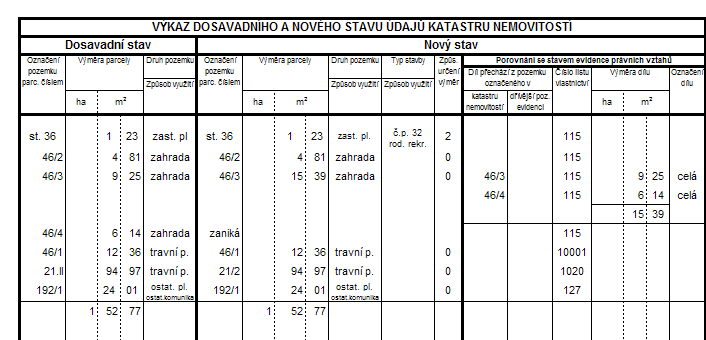 VÝKAZ DOSAVADNÍHO A NOVÉHO STAVU ÚDAJŮ KATASTRU NEMOVITOSTÍ
Dosavadní stav Nový stav
Označení pozemku parc. číslem Výměra parcely Druh pozemku Označení pozemku parc. číslem Výměra parcely Druh pozemku Typ stavby Způs. určení výměr Porovnání se stavem evidence právních vztahů
Díl přechází z pozemku označeného v Číslo listu vlastnictví Výměra dílu Označení dílu
Způsob využití Způsob využití Způsob využití
ha m² ha m² katastru nemovitostí dřívější poz. evidenci ha m²
st. 36 1 23 zast. pl st. 36 1 23 zast. pl. č.p. 32 rod. rekr. 2 115
46/2 4 81 zahrada 46/2 4 81 zahrada 0 115
46/3 9 25 zahrada 46/3 15 39 zahrada 0 46/3 115 9 25 celá
46/4 115 6 14 celá
15 39
46/4 6 14 zahrada zaniká 115
46/1 12 36 travní p. 46/1 12 36 travní p. 0 10001
21.II 94 97 travní p. 21/2 94 97 travní p. 0 1020
192/1 24 01 ostat. pl. ostat.komunika 192/1 24 01 ostat. pl. ostat.komunika 0 127
1 52 77 1 52 77